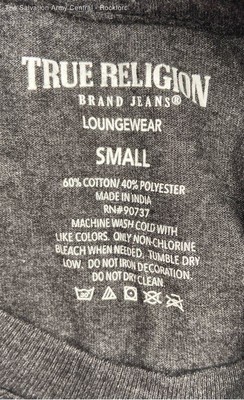 The Salvation Army Central - Rockford
TRUE RELIGION
BRAND JEANS®
LOUNGEWEAR
SMALL
60% COTTON/ 40% POLYESTER
MADE IN INDIA
RN#90737
MACHINE WASH COLD WITH
LIKE COLORS. ONLY NON-CHLORINE
BLEACH WHEN NEEDED. TUMBLE DRY
LOW. DO NOT IRON DECORATION.
DO NOT DRY CLEAN.